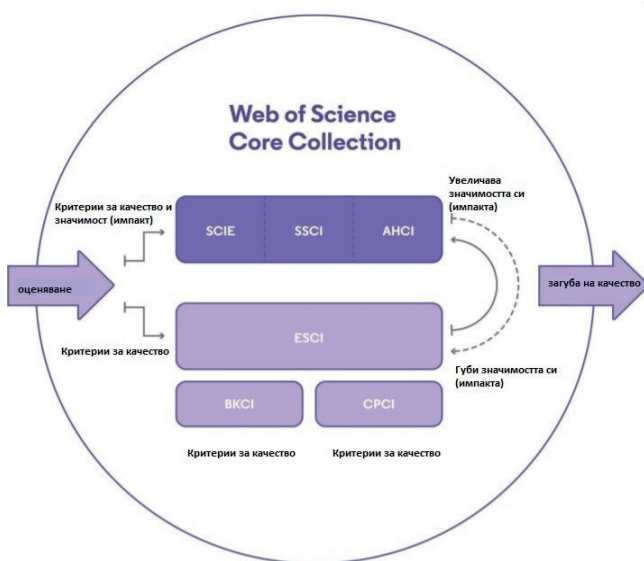 Web of Science
Core Collection
Критерии за качество и
значимост (импакт)
Увеличава
значимостта си
(импакта)
SCIE
SSCI
AHCI
оценяване
загуба на качество
ESCI
Критерии за качество
Губи значимостта си
(импакта)
BKCI
CPCI
Критерии за качество
Критерии за качество